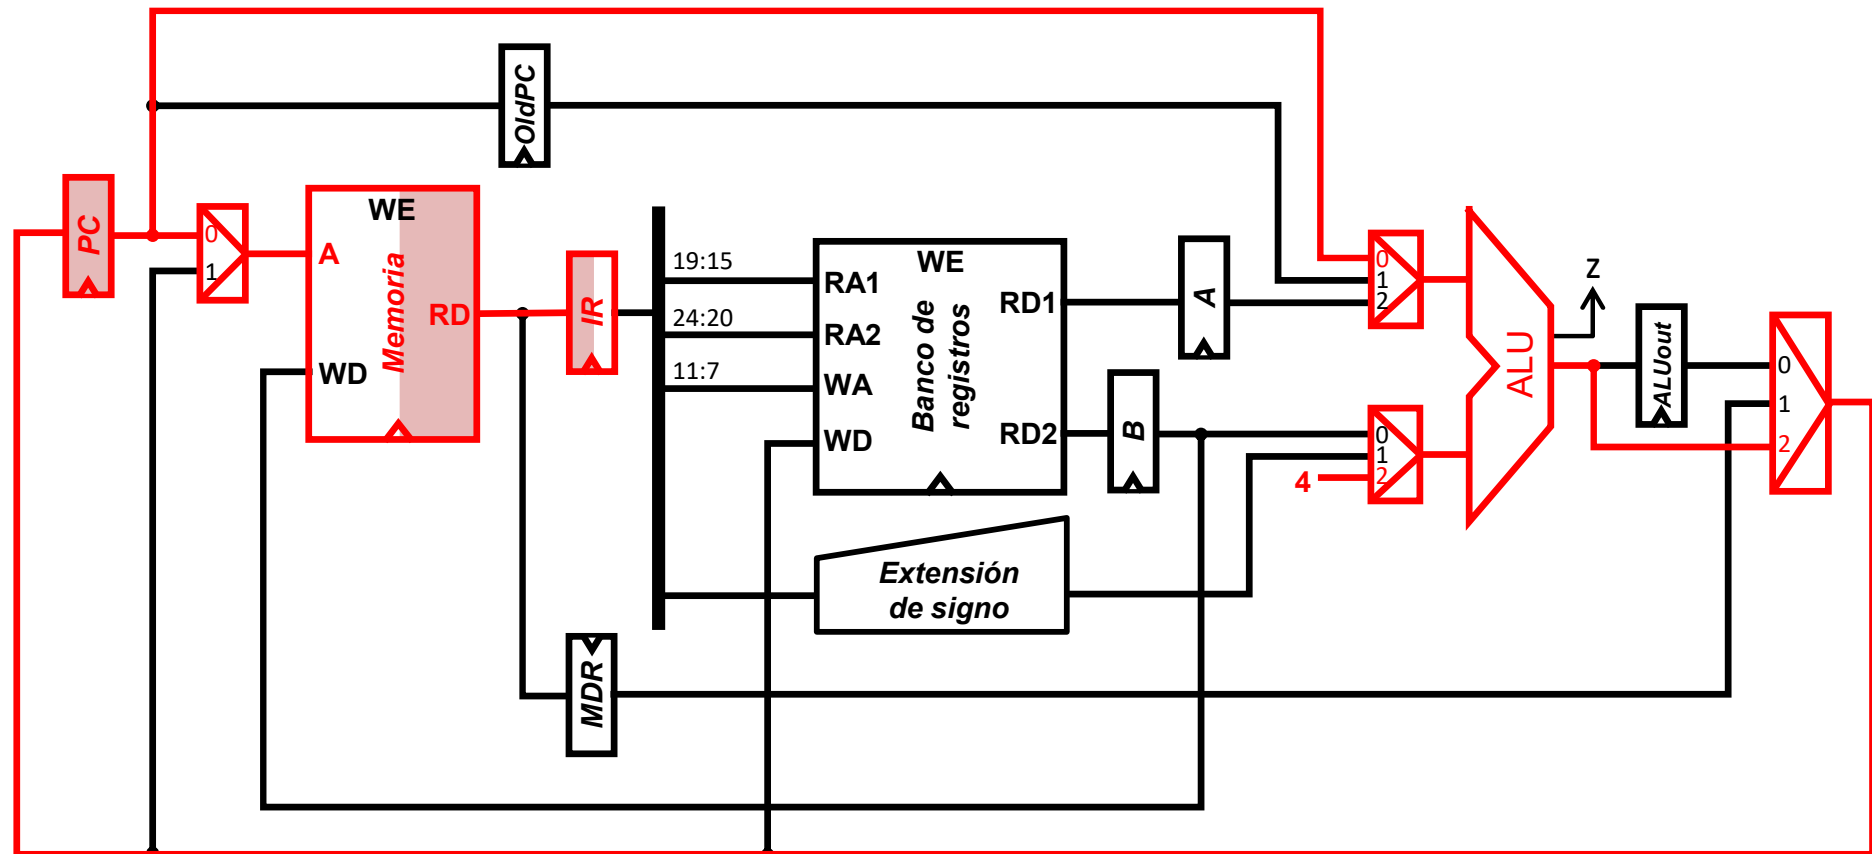 OldPC
PC
0
1
A
WE
Memoria
RD
WD
IR
19:15
24:20
11:7
RA1
RA2
WA
WD
WE
Banco de
registros
RD1
RD2
A
B
Extensión
de signo
MDR
0
1
2
0
1
2
4
ALU
Z
ALUout
0
1
2